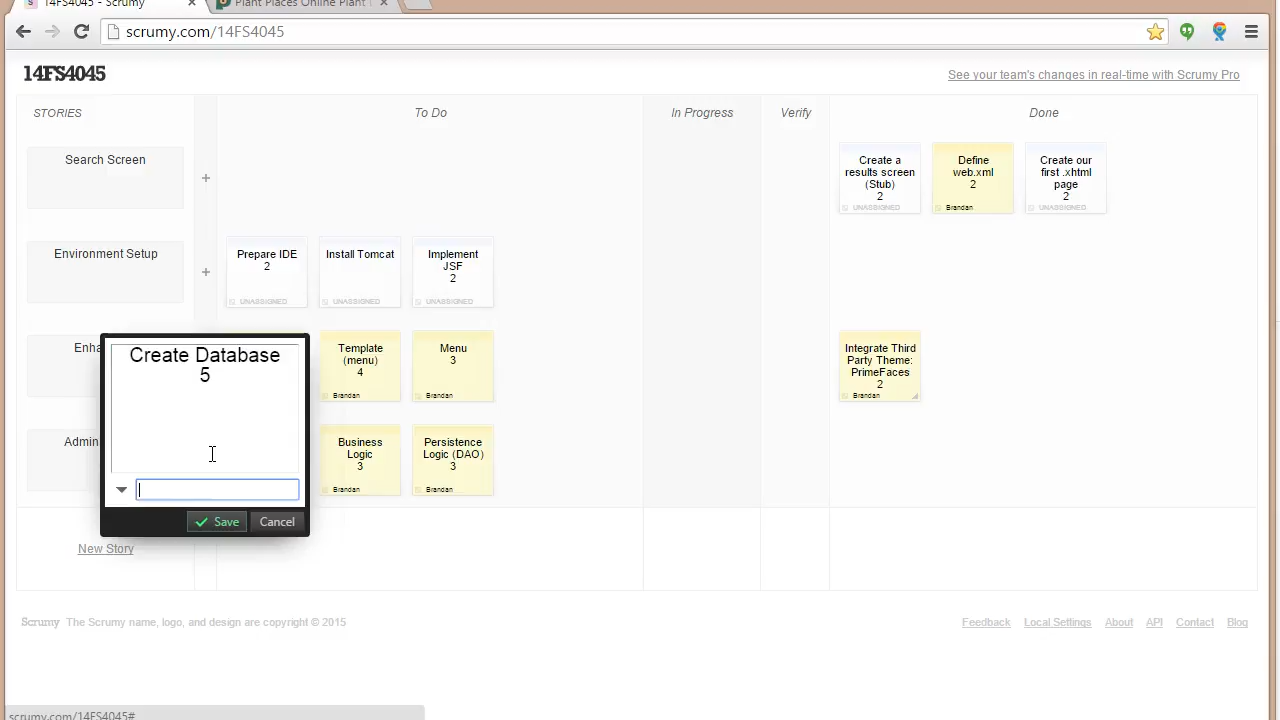 14FS4045 - Scrumy
Plant Places Online Plant
scrumy.com/14FS4045
14FS4045
See your team's changes in real-time with Scrumy Pro
STORIES
To Do
In Progress
Verify
Done
Search Screen
+
Create a
results screen
(Stub)
2
UNASSIGNED
Define
web.xml
2
Brandan
Create our
first .xhtml
page
2
UNASSIGNED
Environment Setup
+
Prepare IDE
2
UNASSIGNED
Install Tomcat
UNASSIGNED
Implement
JSF
2
UNASSIGNED
Enha
Template
(menu)
4
Brandan
Menu
3
Brandan
Integrate Third
Party Theme:
PrimeFaces
2
Brandan
Create Database
5
Save
Cancel
Admin
Business
Logic
3
Brandan
Persistence
Logic (DAO)
3
Brandan
New Story
Scrumy The Scrumy name, logo, and design are copyright © 2015
Feedback
Local Settings
About
API
Contact
Blog
scrumy.com/14FS4045#